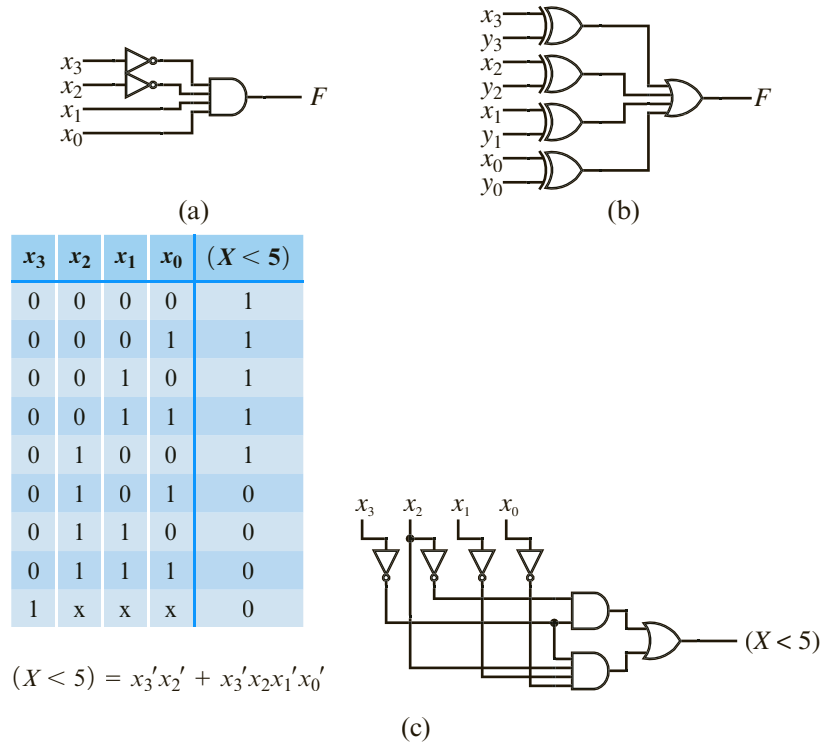 x₃
x₂
x₁
x₀
F
(a)
x₃
y₃
x₂
y₂
x₁
y₁
x₀
y₀
F
(b)
x₃ x₂ x₁ x₀ (X < 5)
0 0 0 0 1
0 0 0 1 1
0 0 1 0 1
0 0 1 1 1
0 1 0 0 1
0 1 0 1 0
0 1 1 0 0
0 1 1 1 0
1 x x x 0
(X < 5) = x₃′x₂′ + x₃′x₂x₁′x₀′
x₃ x₂ x₁ x₀
(X < 5)
(c)